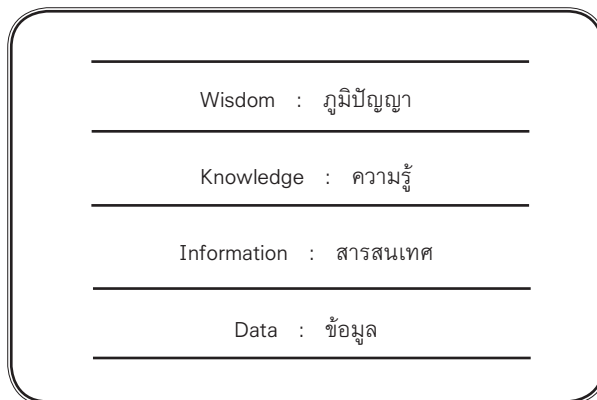 Wisdom : ภูมิปัญญา
Knowledge : ความรู้
Information : สารสนเทศ
Data : ข้อมูล